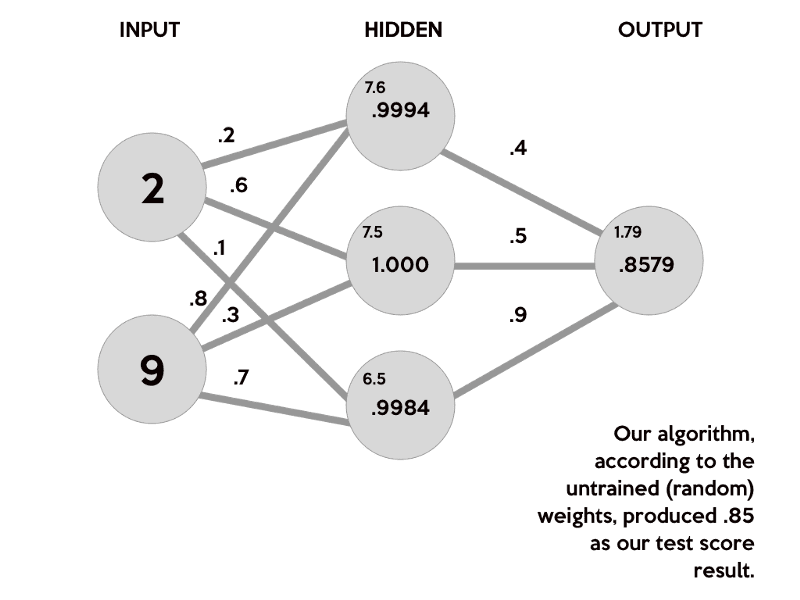 INPUT
HIDDEN
OUTPUT
7.6
.9994
.2
.4
2
.6
7.5
1.000
.5
1.79
.8579
.1
.8
.3
.9
9
.7
6.5
.9984
Our algorithm,
according to the
untrained (random)
weights, produced .85
as our test score
result.